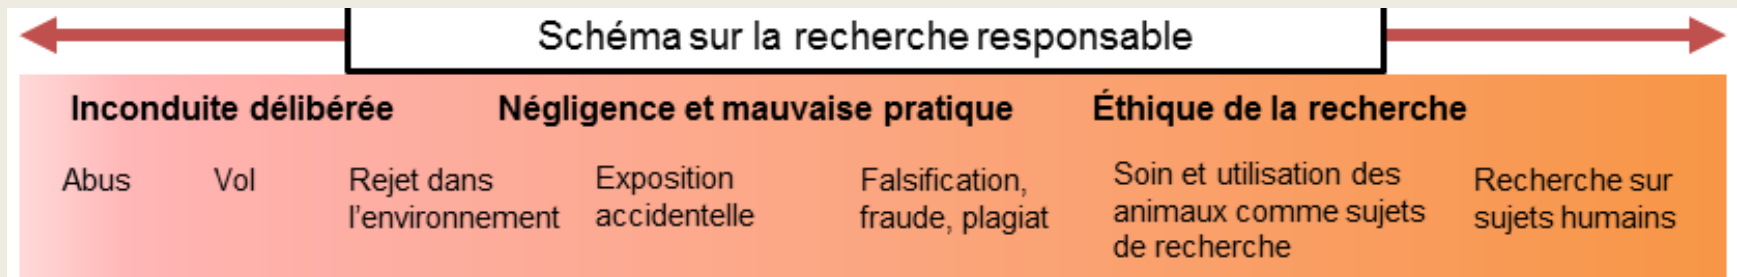 Schéma sur la recherche responsable
Inconduite délibérée
Négligence et mauvaise pratique
Éthique de la recherche
Abus
Vol
Rejet dans
l'environnement
Exposition
accidentelle
Falsification,
fraude, plagiat
Soin et utilisation des
animaux comme sujets
de recherche
Recherche sur
sujets humains